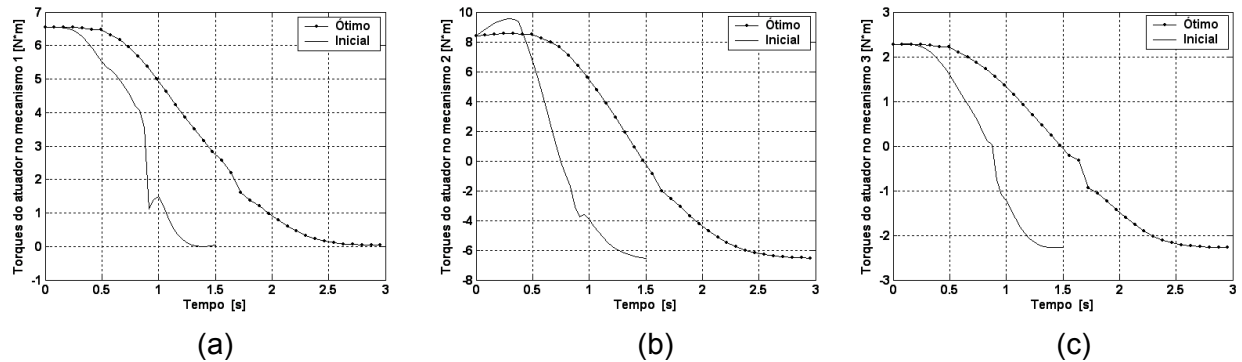 Torques do atuador no mecanismo 1 [N*m]
7
6
5
4
3
2
1
0
-1
0 0.5 1 1.5 2 2.5 3
Tempo [s]
Ótimo
Inicial
(a)
Torques do atuador no mecanismo 2 [N*m]
10
8
6
4
2
0
-2
-4
-6
-8
0 0.5 1 1.5 2 2.5 3
Tempo [s]
Ótimo
Inicial
(b)
Torques do atuador no mecanismo 3 [N*m]
3
2
1
0
-1
-2
-3
0 0.5 1 1.5 2 2.5 3
Tempo [s]
Ótimo
Inicial
(c)